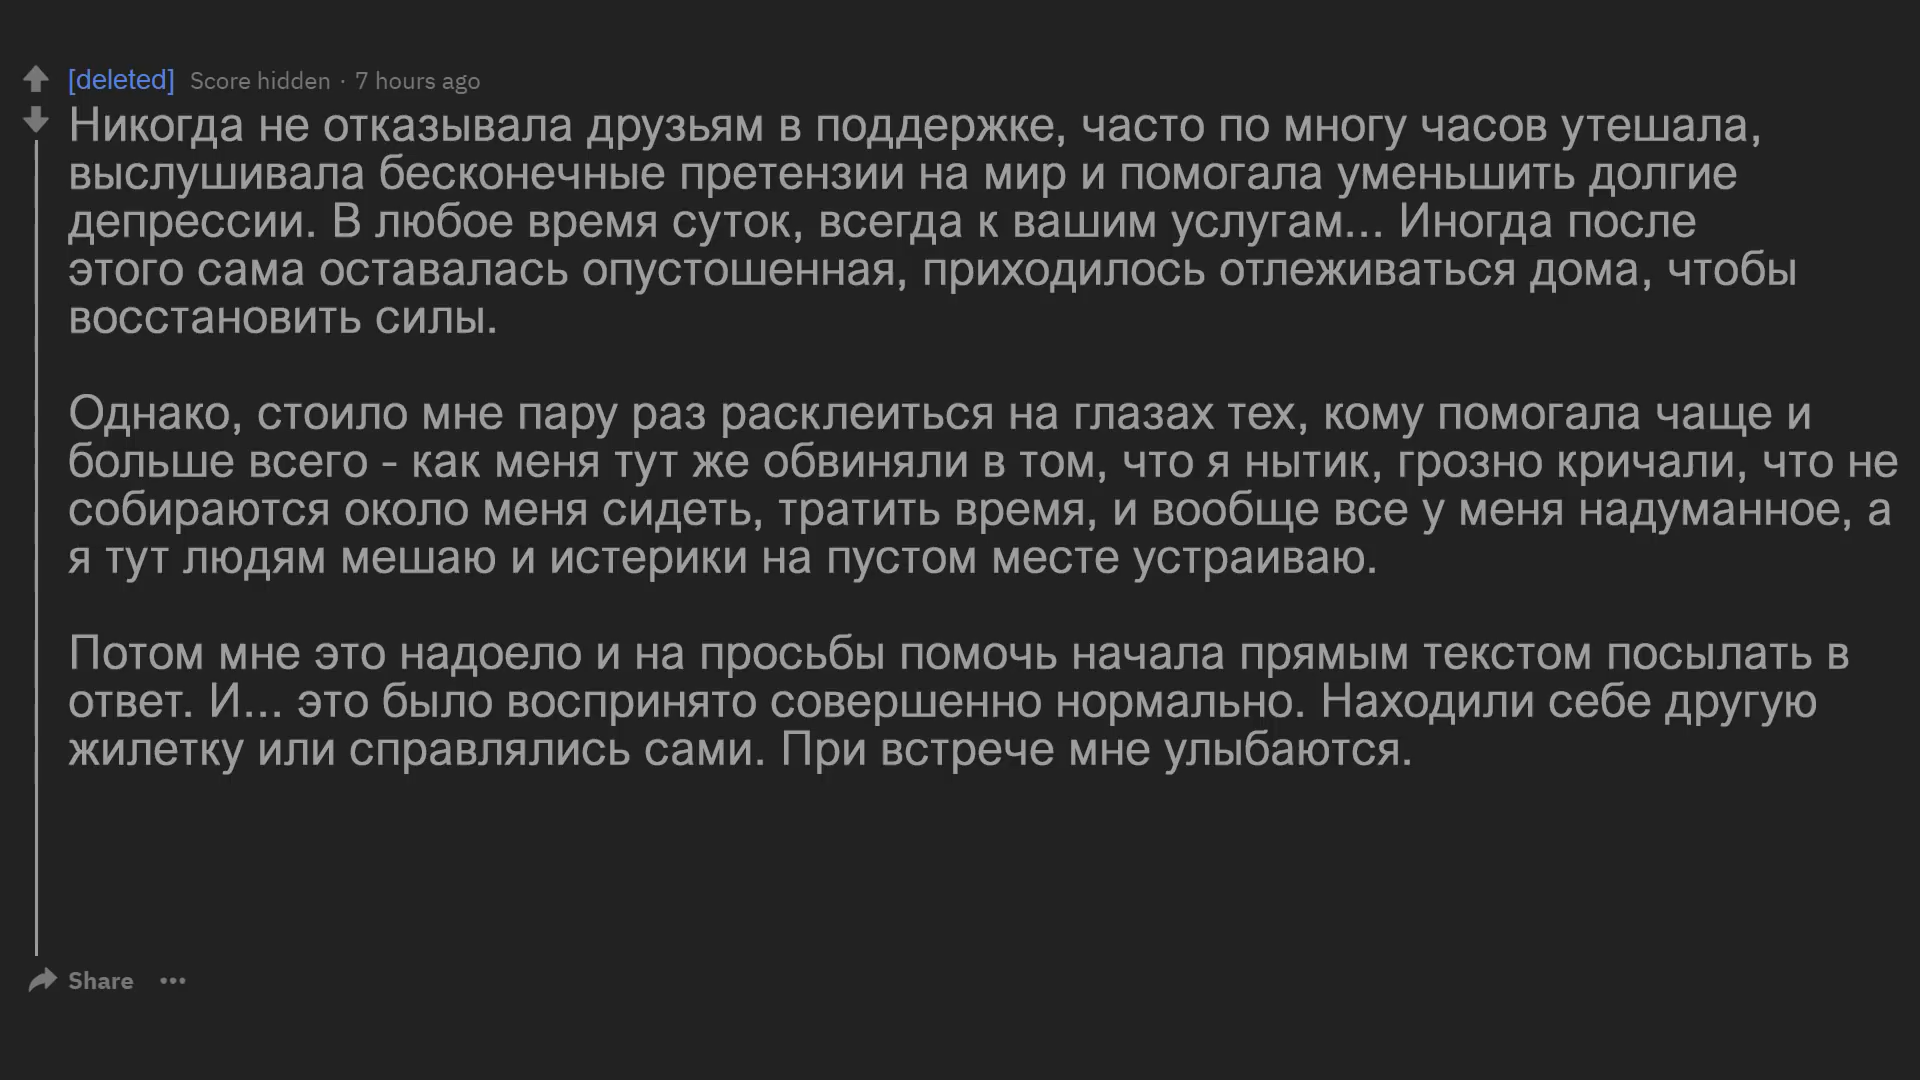 [deleted] Score hidden · 7 hours ago
Никогда не отказывала друзьям в поддержке, часто по многу часов утешала,
выслушивала бесконечные претензии на мир и помогала уменьшить долгие
депрессии. В любое время суток, всегда к вашим услугам... Иногда после
этого сама оставалась опустошенная, приходилось отлеживаться дома, чтобы
восстановить силы.
Однако, стоило мне пару раз расклеиться на глазах тех, кому помогала чаще и
больше всего - как меня тут же обвиняли в том, что я нытик, грозно кричали, что не
собираются около меня сидеть, тратить время, и вообще все у меня надуманное, а
я тут людям мешаю и истерики на пустом месте устраиваю.
Потом мне это надоело и на просьбы помочь начала прямым текстом посылать в
ответ. И... это было воспринято совершенно нормально. Находили себе другую
жилетку или справлялись сами. При встрече мне улыбаются.
Share ...